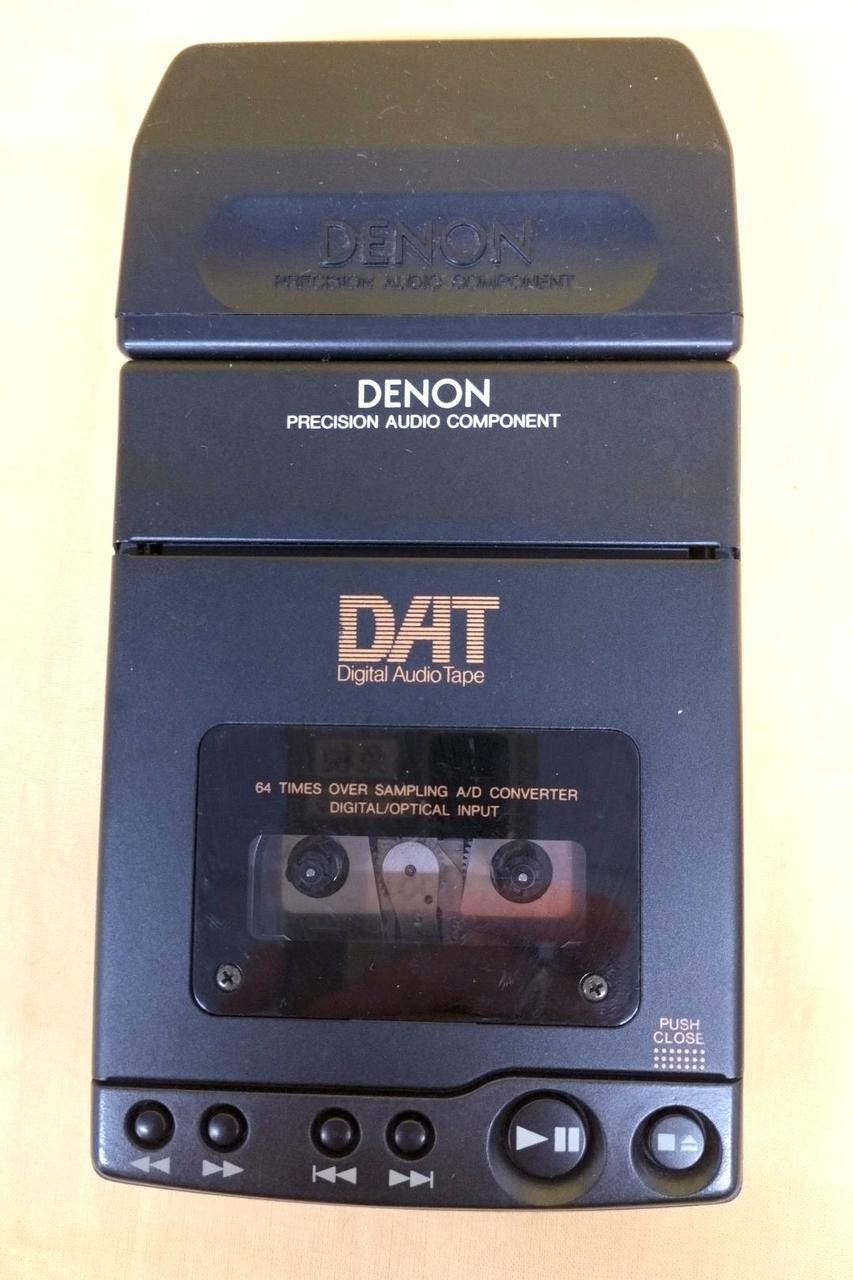 DENON
PRECISION AUDIO COMPONENT
DENON
PRECISION AUDIO COMPONENT
DAT
Digital Audio Tape
64 TIMES OVER SAMPLING A/D CONVERTER
DIGITAL/OPTICAL INPUT
PUSH
CLOSE